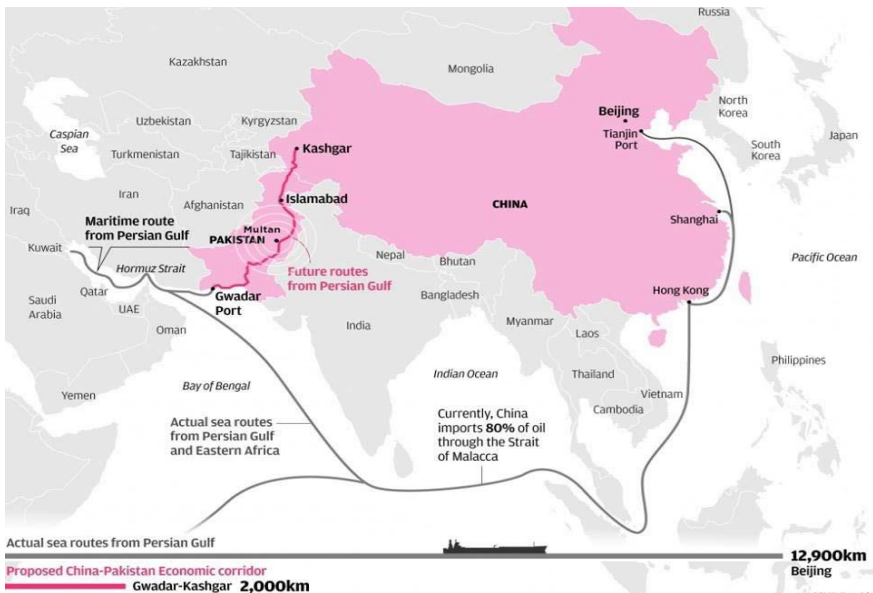 Russia
Kazakhstan
Mongolia
Beijing
North
Korea
Uzbekistan
Kyrgyzstan
Caspian
Sea
Tianjin
Port
Japan
South
Korea
Turkmenistan
Tajikistan
Kashgar
Iran
Afghanistan
Islamabad
CHINA
Iraq
Maritime route
from Persian Gulf
Multan
PAKISTAN
Shanghai
Kuwait
Hormuz Strait
Nepal
Bhutan
Pacific Ocean
Future routes
from Persian Gulf
Qatar
Gwadar
Port
Hong Kong
Saudi
Arabia
UAE
Bangladesh
Oman
India
Myanmar
Laos
Philippines
Thailand
Yemen
Bay of Bengal
Indian Ocean
Vietnam
Cambodia
Actual sea routes
from Persian Gulf
and Eastern Africa
Currently, China
imports 80% of oil
through the Strait
of Malacca
Actual sea routes from Persian Gulf
12,900km
Beijing
Proposed China-Pakistan Economic corridor
Gwadar-Kashgar 2,000km